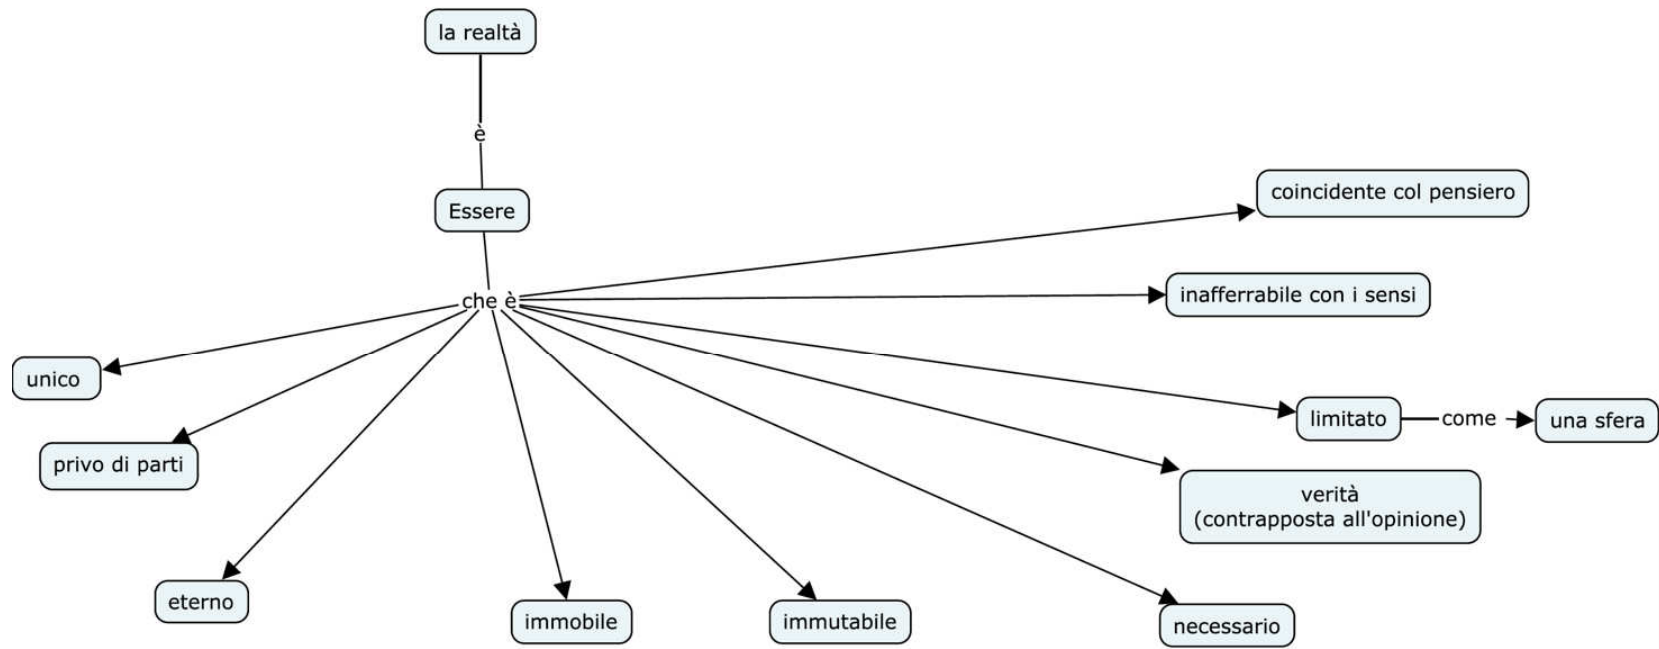 la realtà
è
Essere
che è
coincidente col pensiero
inafferrabile con i sensi
unico
limitato
come
una sfera
privo di parti
verità
(contrapposta all'opinione)
eterno
immobile
immutabile
necessario